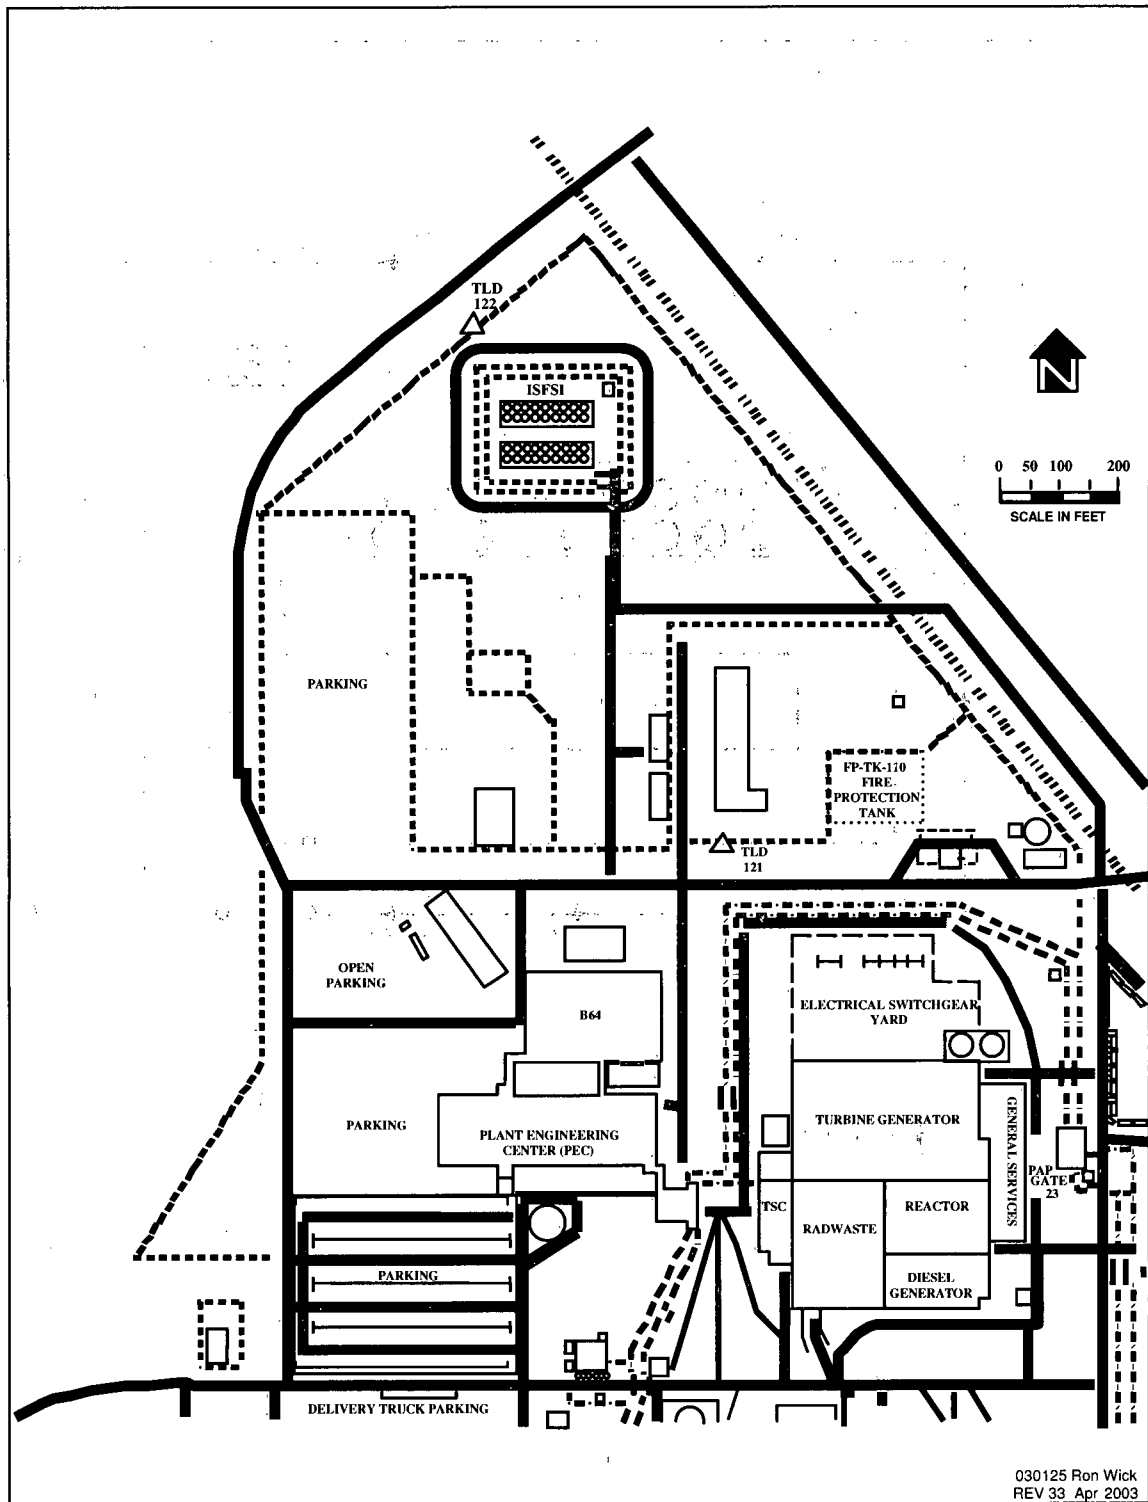 TLD
122
ISFSI
N
0 50 100 200
SCALE IN FEET
PARKING
FP-TK-110
FIRE
PROTECTION
TANK
TLD
121
OPEN
PARKING
B64
ELECTRICAL SWITCHGEAR
YARD
PARKING
PLANT ENGINEERING
CENTER (PEC)
TURBINE GENERATOR
GENERAL SERVICES
PAP
GATE
23
TSC
RADWASTE
REACTOR
PARKING
DIESEL
GENERATOR
DELIVERY TRUCK PARKING
030125 Ron Wick
REV 33 Apr 2003